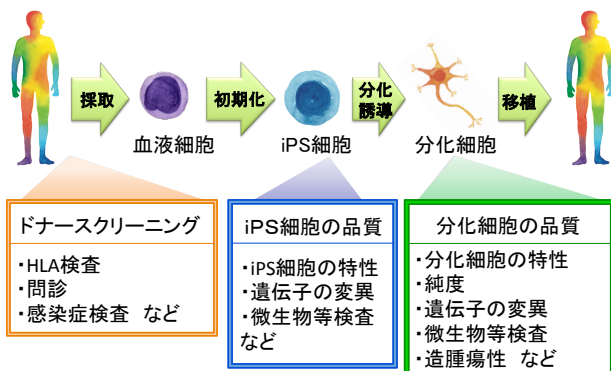 採取
初期化
分化
誘導
移植
血液細胞
iPS細胞
分化細胞
ドナースクリーニング
・HLA検査
・問診
・感染症検査 など
iPS細胞の品質
・iPS細胞の特性
・遺伝子の変異
・微生物等検査
など
分化細胞の品質
・分化細胞の特性
・純度
・遺伝子の変異
・微生物等検査
・造腫瘍性 など